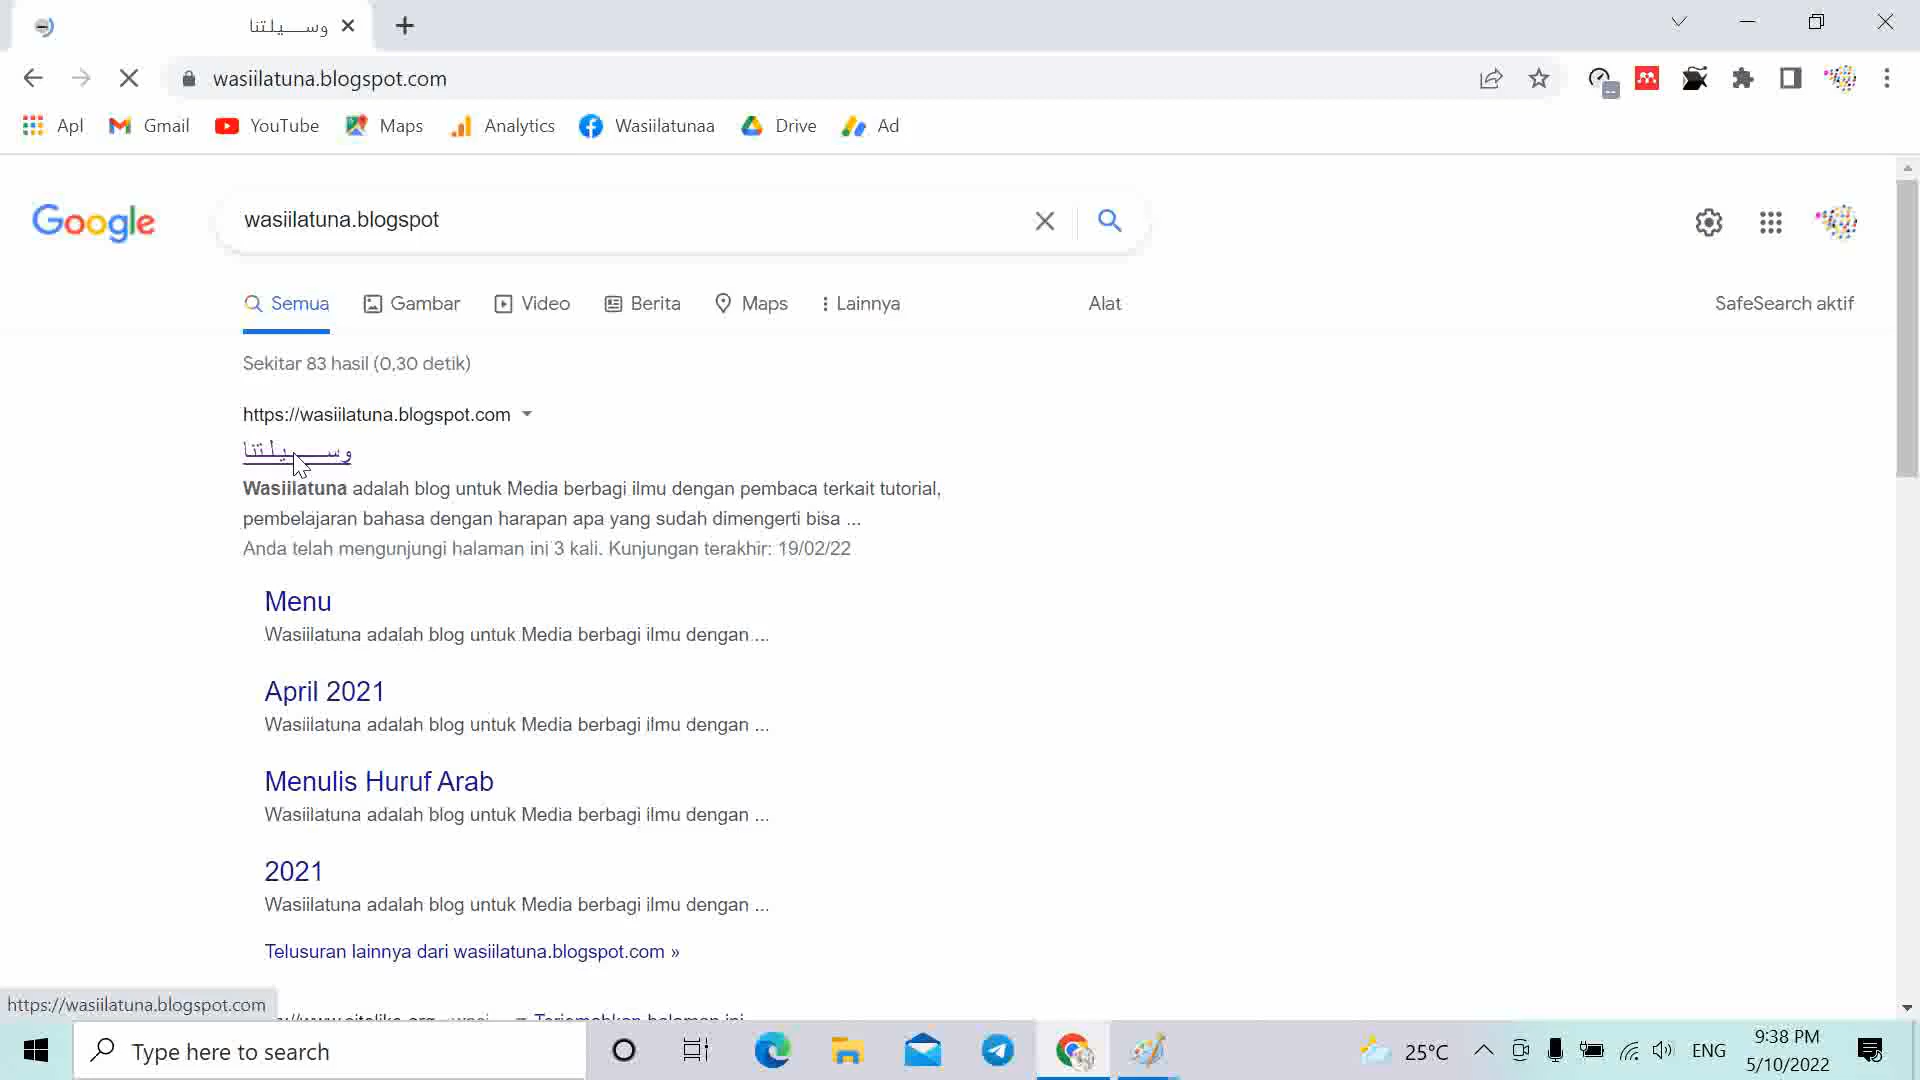 وســـــيلتنا
wasiilatuna.blogspot.com
Apl Gmail YouTube Maps Analytics Wasiilatunaa Drive Ad
Google wasiilatuna.blogspot
Semua Gambar Video Berita Maps Lainnya Alat SafeSearch aktif
Sekitar 83 hasil (0,30 detik)
https://wasiilatuna.blogspot.com
وســـــيلتنا
Wasiilatuna adalah blog untuk Media berbagi ilmu dengan pembaca terkait tutorial,
pembelajaran bahasa dengan harapan apa yang sudah dimengerti bisa ...
Anda telah mengunjungi halaman ini 3 kali. Kunjungan terakhir: 19/02/22
Menu
Wasiilatuna adalah blog untuk Media berbagi ilmu dengan ...
April 2021
Wasiilatuna adalah blog untuk Media berbagi ilmu dengan ...
Menulis Huruf Arab
Wasiilatuna adalah blog untuk Media berbagi ilmu dengan ...
2021
Wasiilatuna adalah blog untuk Media berbagi ilmu dengan ...
Telusuran lainnya dari wasiilatuna.blogspot.com »
https://wasiilatuna.blogspot.com
Terjemahkan halaman ini
Type here to search
25°C
ENG
9:38 PM
5/10/2022